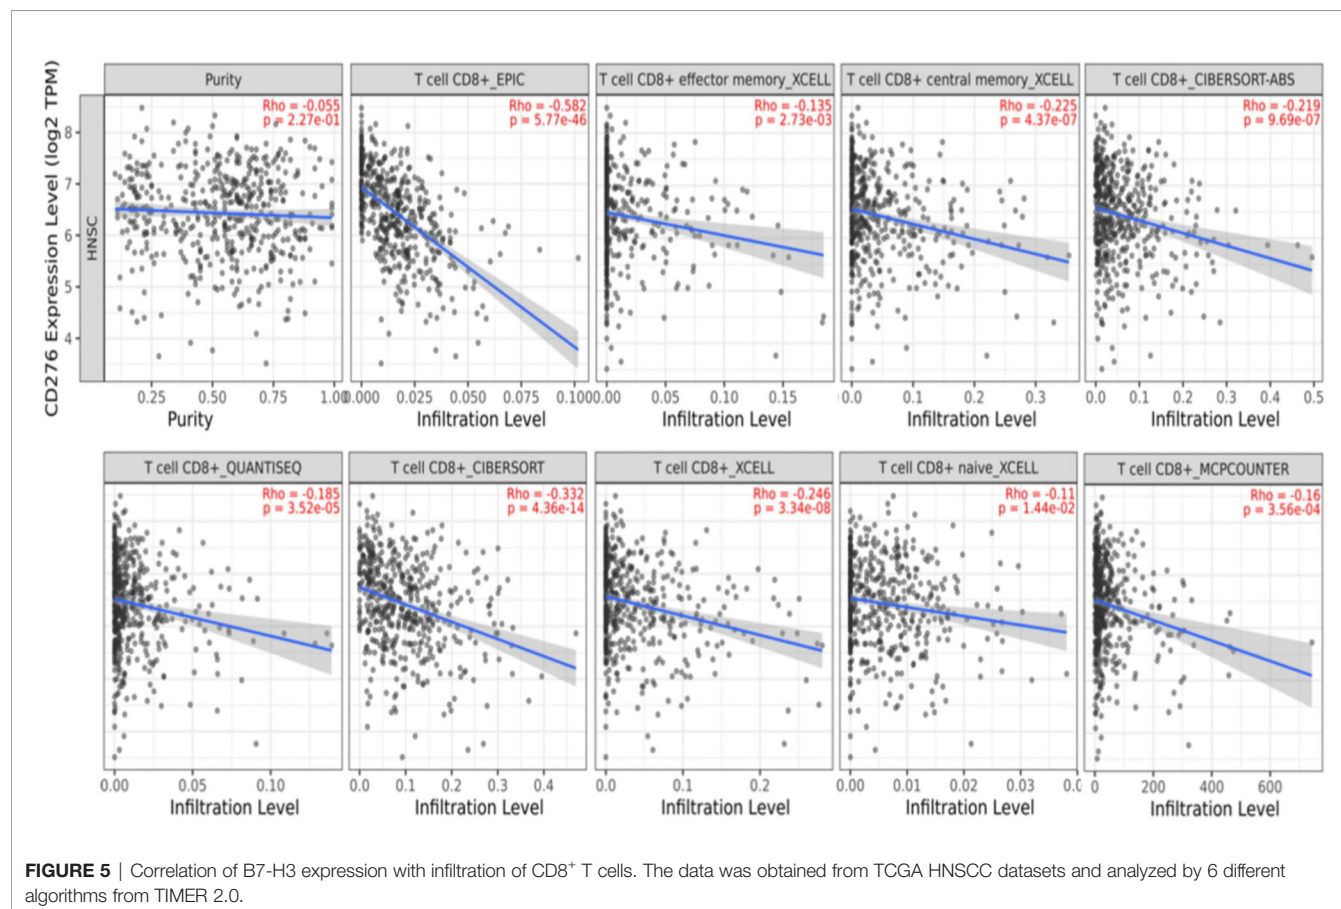 CD276 Expression Level (log2 TPM)
HNSC
Purity
Rho = -0.055
p = 2.27e-01
T cell CD8+_EPIC
Rho = -0.582
p = 5.77e-46
T cell CD8+ effector memory_XCELL
Rho = -0.135
p = 2.73e-03
T cell CD8+ central memory_XCELL
Rho = -0.225
p = 4.37e-07
T cell CD8+_CIBERSORT-ABS
Rho = -0.219
p = 9.69e-07
8
7
6
5
4
0.25 0.50 0.75 1.00
Purity
0.000 0.025 0.050 0.075 0.100
Infiltration Level
0.00 0.05 0.10 0.15
Infiltration Level
0.0 0.1 0.2 0.3
Infiltration Level
0.0 0.1 0.2 0.3 0.4 0.5
Infiltration Level
T cell CD8+_QUANTISEQ
Rho = -0.185
p = 3.52e-05
T cell CD8+_CIBERSORT
Rho = -0.332
p = 4.36e-14
T cell CD8+_XCELL
Rho = -0.246
p = 3.34e-08
T cell CD8+ naive_XCELL
Rho = -0.11
p = 1.44e-02
T cell CD8+_MCPCOUNTER
Rho = -0.16
p = 3.56e-04
0.00 0.05 0.10
Infiltration Level
0.0 0.1 0.2 0.3 0.4
Infiltration Level
0.0 0.1 0.2
Infiltration Level
0.00 0.01 0.02 0.03
Infiltration Level
0 200 400 600
Infiltration Level
FIGURE 5 | Correlation of B7-H3 expression with infiltration of CD8⁺ T cells. The data was obtained from TCGA HNSCC datasets and analyzed by 6 different
algorithms from TIMER 2.0.